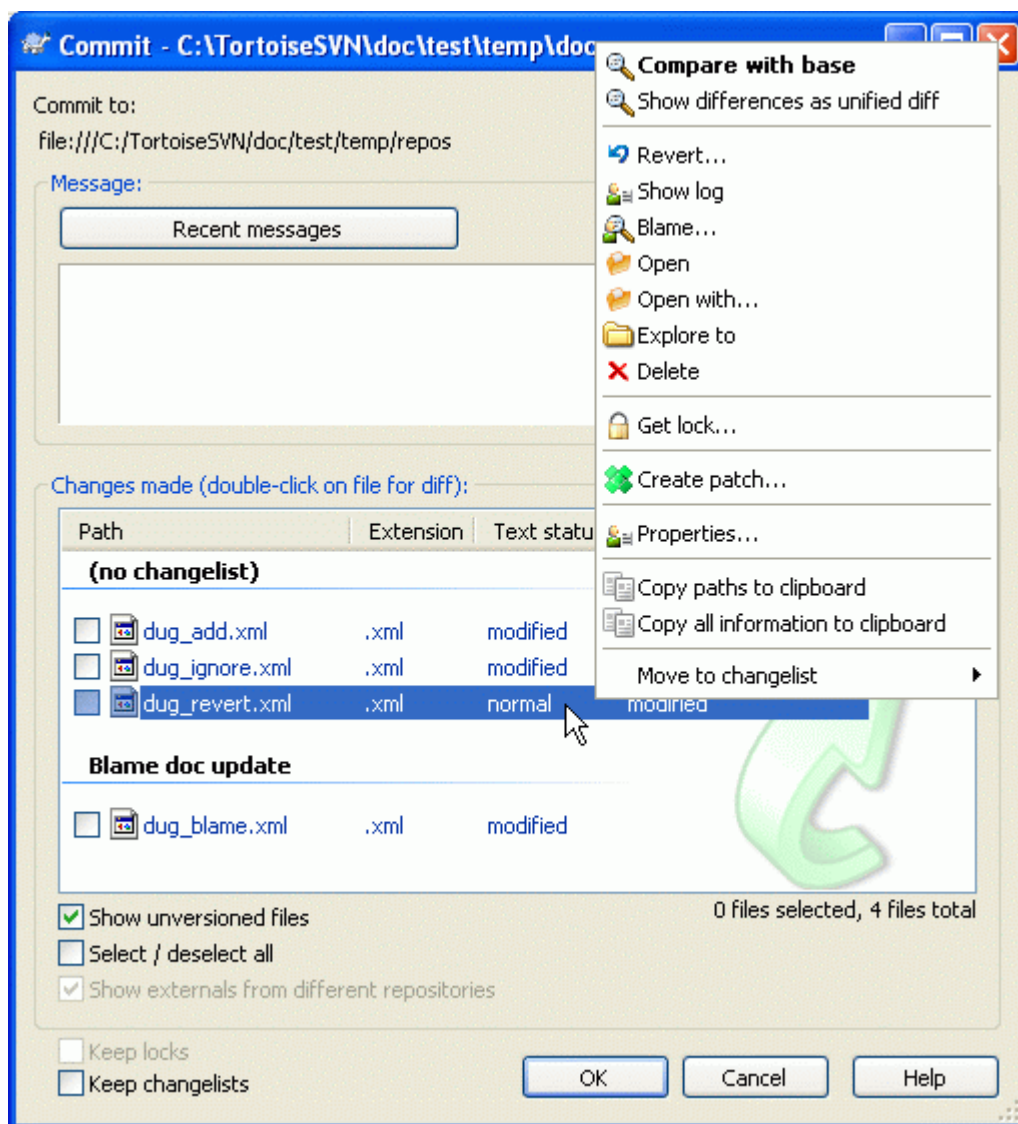 Commit - C:\TortoiseSVN\doc\test\temp\doc
Commit to:
file:///C:/TortoiseSVN/doc/test/temp/repos
Message:
Recent messages
Compare with base
Show differences as unified diff
Revert...
Show log
Blame...
Open
Open with...
Explore to
Delete
Get lock...
Create patch...
Properties...
Copy paths to clipboard
Copy all information to clipboard
Move to changelist
Changes made (double-click on file for diff):
Path Extension Text statu
(no changelist)
dug_add.xml .xml modified
dug_ignore.xml .xml modified
dug_revert.xml .xml normal modified
Blame doc update
dug_blame.xml .xml modified
Show unversioned files 0 files selected, 4 files total
Select / deselect all
Show externals from different repositories
Keep locks
Keep changelists
OK Cancel Help